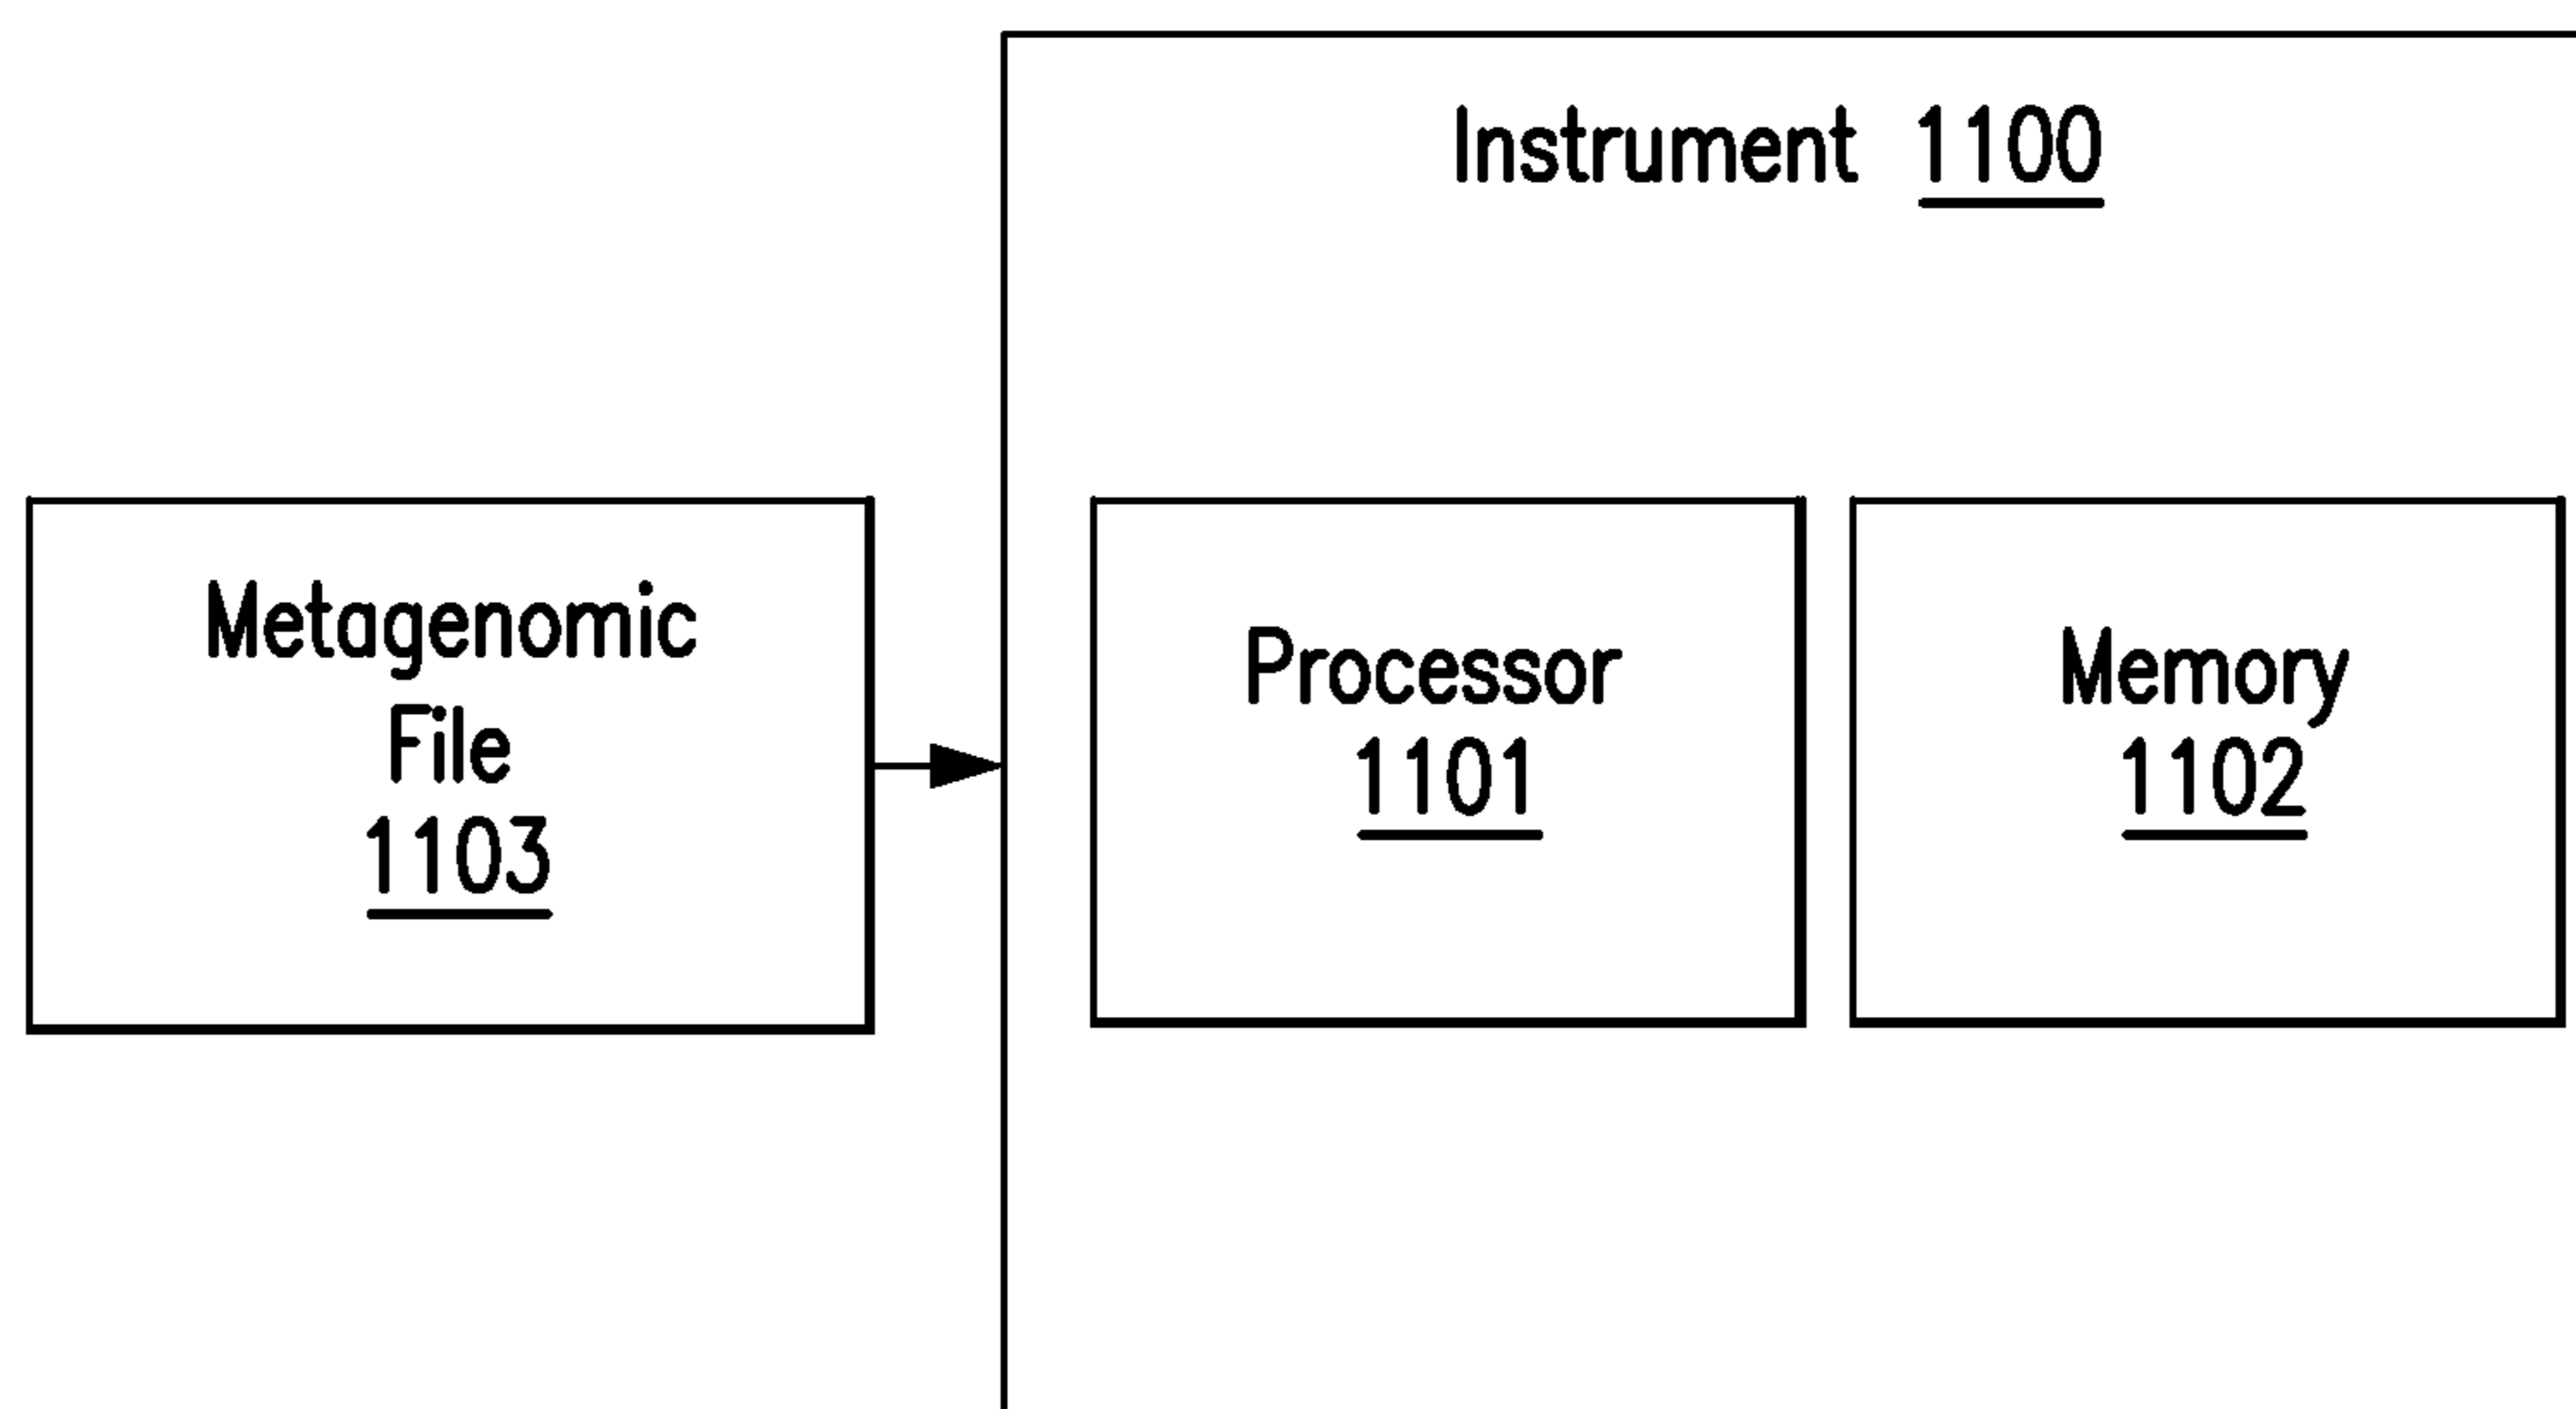 Instrument 1100
Metagenomic
File
1103
Processor
1101
Memory
1102